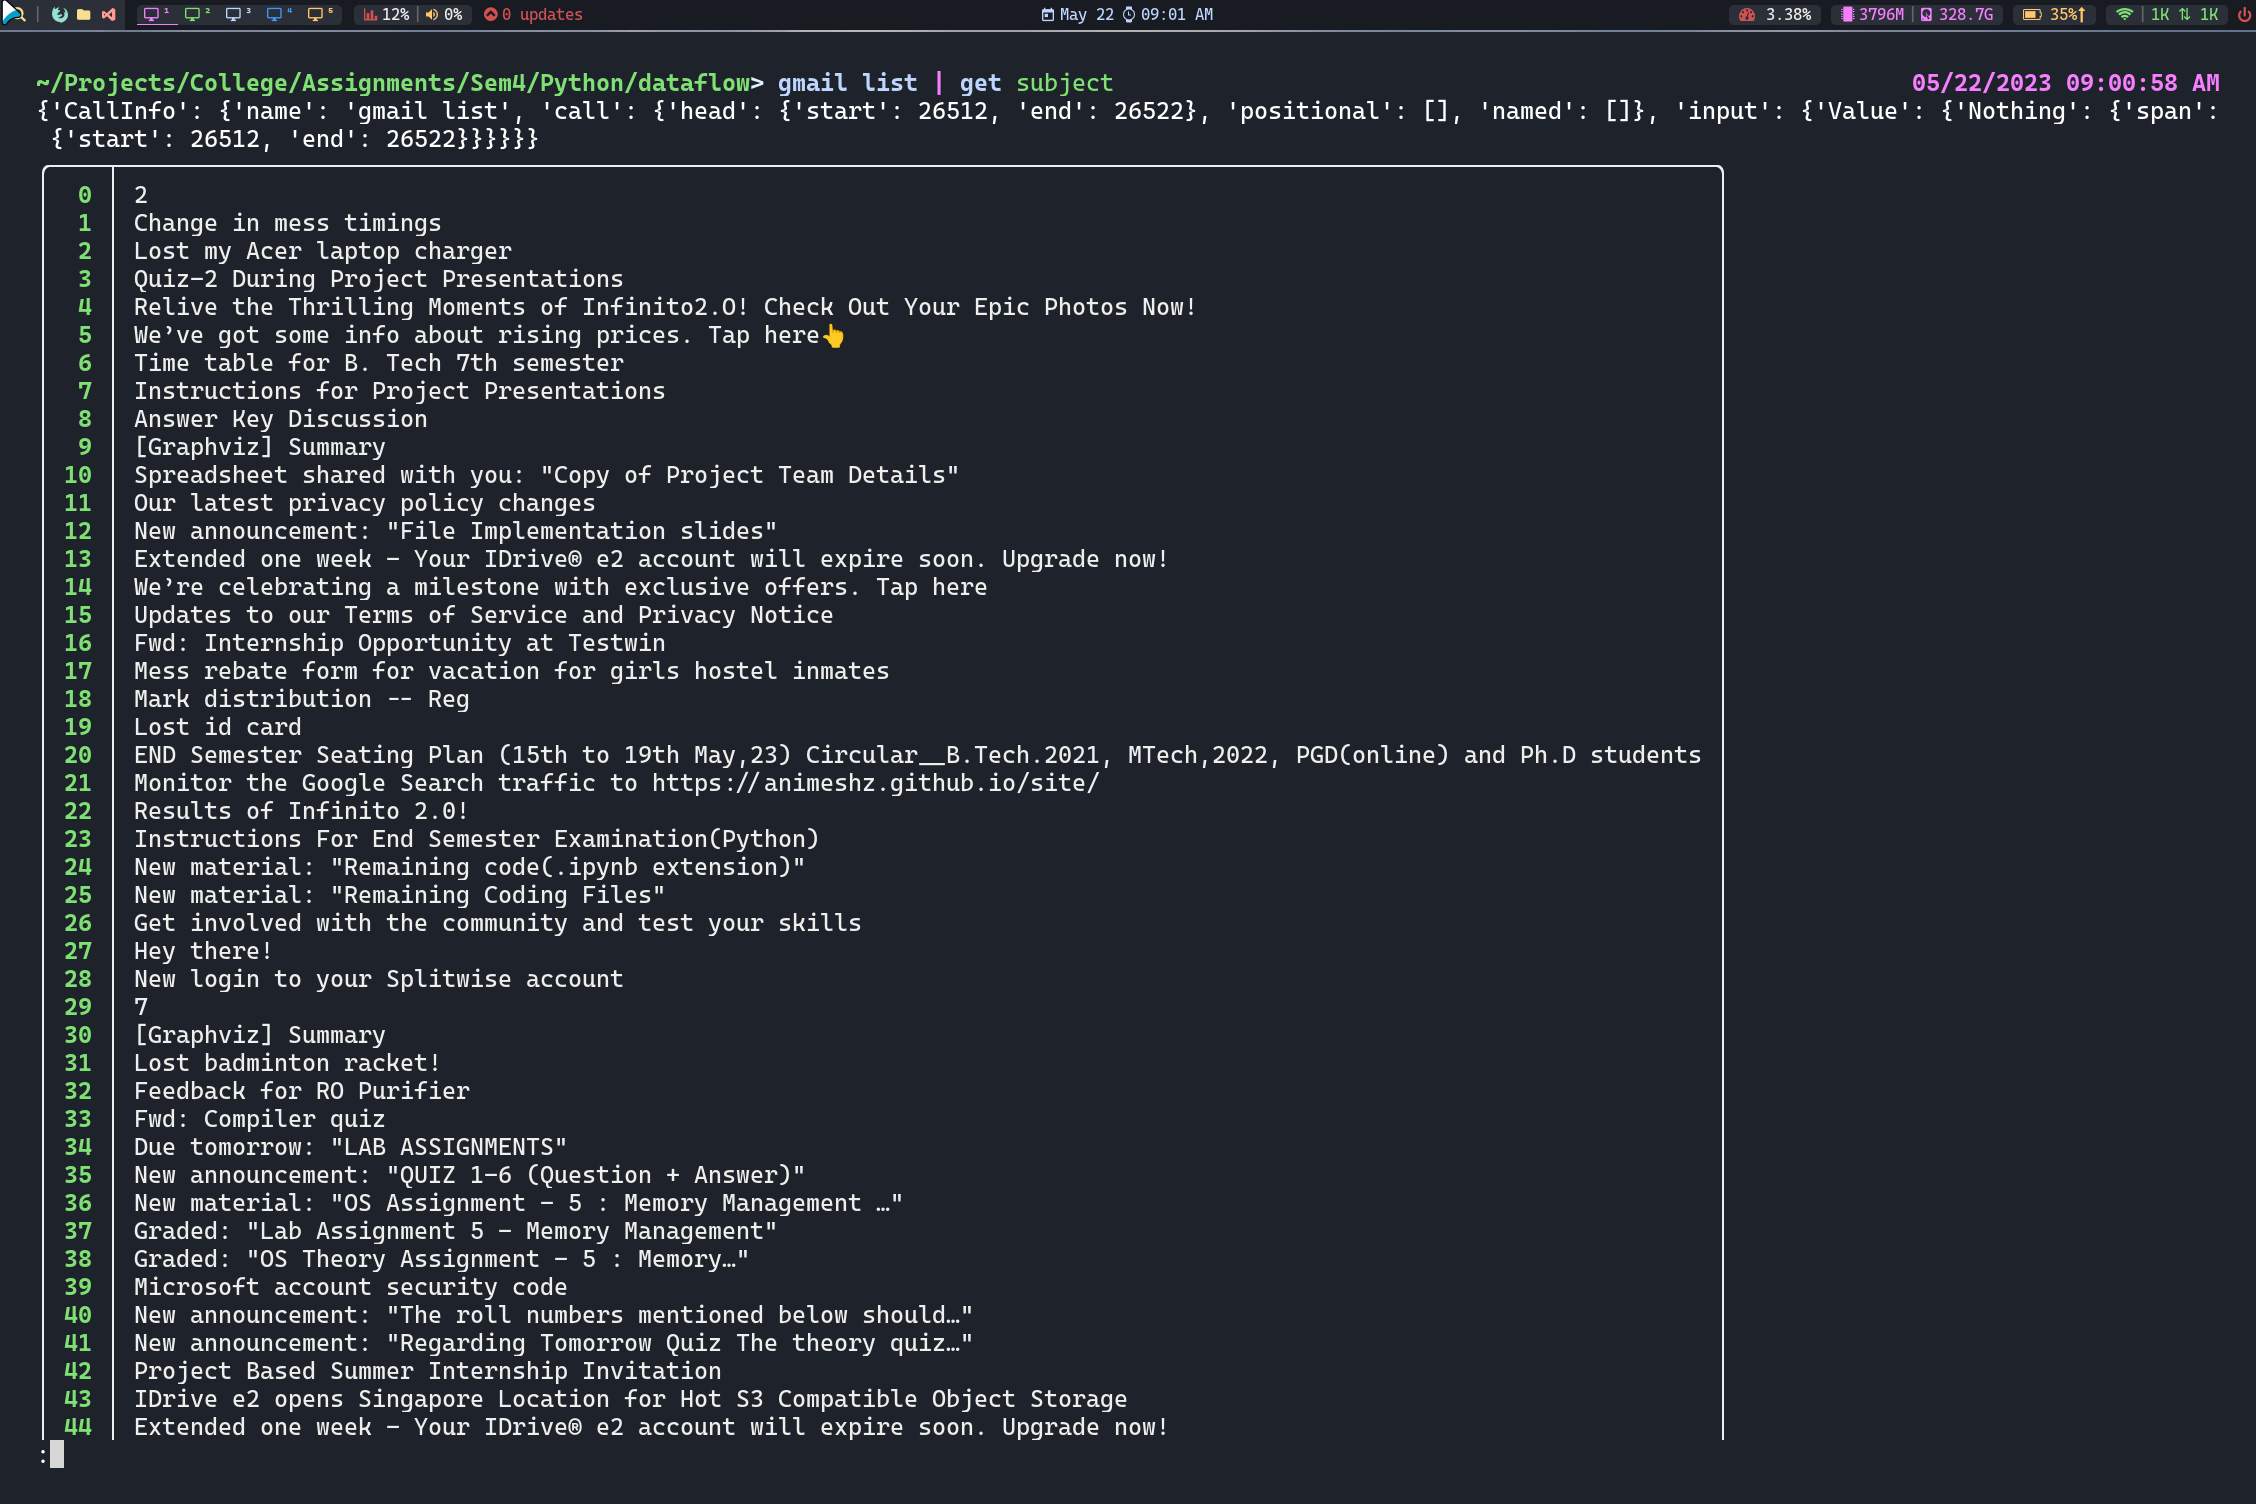 1 2 3 4 5 12% 0% 0 updates May 22 09:01 AM 3.38% 3796M 328.7G 35% 1K 1K
~/Projects/College/Assignments/Sem4/Python/dataflow> gmail list | get subject 05/22/2023 09:00:58 AM
{'CallInfo': {'name': 'gmail list', 'call': {'head': {'start': 26512, 'end': 26522}, 'positional': [], 'named': []}, 'input': {'Value': {'Nothing': {'span':
{'start': 26512, 'end': 26522}}}}}}
0 2
1 Change in mess timings
2 Lost my Acer laptop charger
3 Quiz-2 During Project Presentations
4 Relive the Thrilling Moments of Infinito2.O! Check Out Your Epic Photos Now!
5 We’ve got some info about rising prices. Tap here👆
6 Time table for B. Tech 7th semester
7 Instructions for Project Presentations
8 Answer Key Discussion
9 [Graphviz] Summary
10 Spreadsheet shared with you: "Copy of Project Team Details"
11 Our latest privacy policy changes
12 New announcement: "File Implementation slides"
13 Extended one week - Your IDrive® e2 account will expire soon. Upgrade now!
14 We’re celebrating a milestone with exclusive offers. Tap here
15 Updates to our Terms of Service and Privacy Notice
16 Fwd: Internship Opportunity at Testwin
17 Mess rebate form for vacation for girls hostel inmates
18 Mark distribution -- Reg
19 Lost id card
20 END Semester Seating Plan (15th to 19th May,23) Circular__B.Tech.2021, MTech,2022, PGD(online) and Ph.D students
21 Monitor the Google Search traffic to https://animeshz.github.io/site/
22 Results of Infinito 2.0!
23 Instructions For End Semester Examination(Python)
24 New material: "Remaining code(.ipynb extension)"
25 New material: "Remaining Coding Files"
26 Get involved with the community and test your skills
27 Hey there!
28 New login to your Splitwise account
29 7
30 [Graphviz] Summary
31 Lost badminton racket!
32 Feedback for RO Purifier
33 Fwd: Compiler quiz
34 Due tomorrow: "LAB ASSIGNMENTS"
35 New announcement: "QUIZ 1-6 (Question + Answer)"
36 New material: "OS Assignment - 5 : Memory Management …"
37 Graded: "Lab Assignment 5 - Memory Management"
38 Graded: "OS Theory Assignment - 5 : Memory…"
39 Microsoft account security code
40 New announcement: "The roll numbers mentioned below should…"
41 New announcement: "Regarding Tomorrow Quiz The theory quiz…"
42 Project Based Summer Internship Invitation
43 IDrive e2 opens Singapore Location for Hot S3 Compatible Object Storage
44 Extended one week - Your IDrive® e2 account will expire soon. Upgrade now!
: